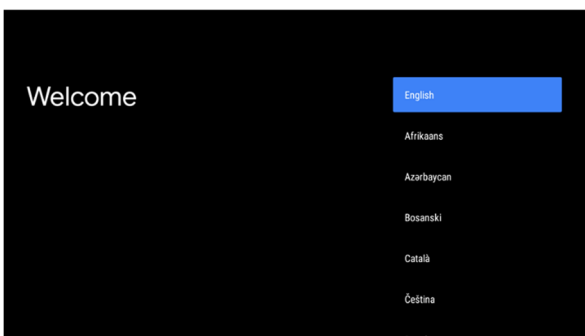 Welcome
English
Afrikaans
Azərbaycan
Bosanski
Català
Čeština